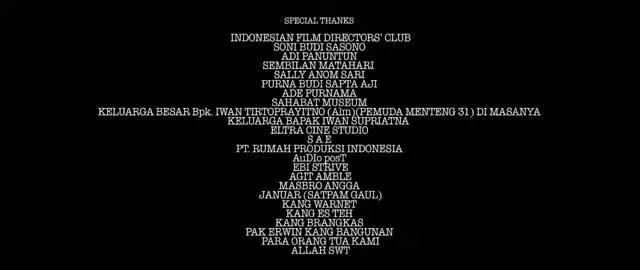 SPECIAL THANKS
INDONESIAN FILM DIRECTORS' CLUB
SONI BUDI SASONO
ADI PANUNTUN
SEMBILAN MATAHARI
SALLY ANOM SARI
PURNA BUDI SAPTA AJI
ADE PURNAMA
SAHABAT MUSEUM
KELUARGA BESAR Bpk. IWAN TIRTOPRAYITNO (Alm)(PEMUDA MENTENG 31) DI MASANYA
KELUARGA BAPAK IWAN SUPRIATNA
ELTRA CINE STUDIO
S A E
PT. RUMAH PRODUKSI INDONESIA
AuDIo posT
EBI STRIVE
AGIT AMBLE
MASBRO ANGGA
JANUAR (SATPAM GAUL)
KANG WARNET
KANG ES TEH
KANG BRANGKAS
PAK ERWIN KANG BANGUNAN
PARA ORANG TUA KAMI
ALLAH SWT